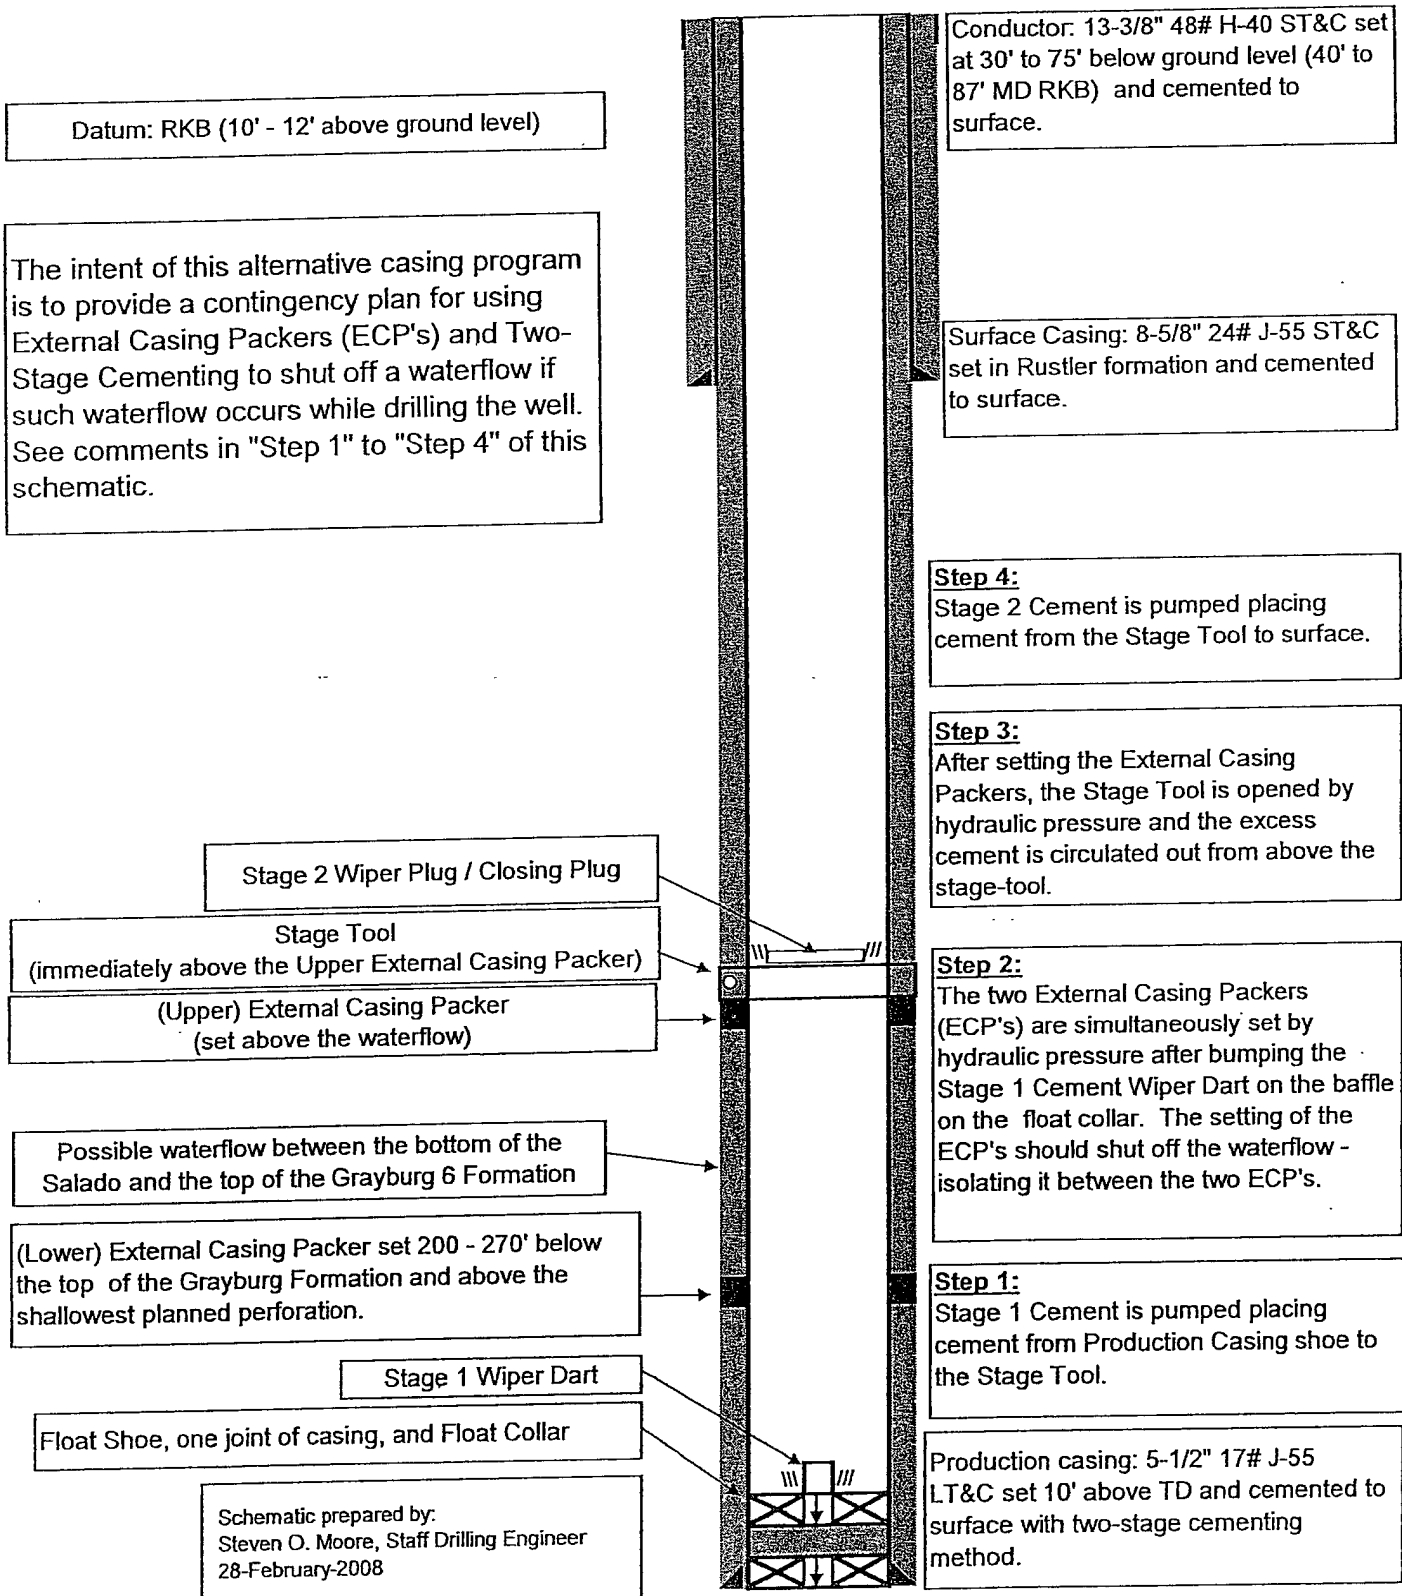 Conductor: 13-3/8" 48# H-40 ST&C set
at 30' to 75' below ground level (40' to
87' MD RKB) and cemented to
surface.
Datum: RKB (10' - 12' above ground level)
The intent of this alternative casing program
is to provide a contingency plan for using
External Casing Packers (ECP's) and Two-
Stage Cementing to shut off a waterflow if
such waterflow occurs while drilling the well.
See comments in "Step 1" to "Step 4" of this
schematic.
Surface Casing: 8-5/8" 24# J-55 ST&C
set in Rustler formation and cemented
to surface.
Step 4:
Stage 2 Cement is pumped placing
cement from the Stage Tool to surface.
Step 3:
After setting the External Casing
Packers, the Stage Tool is opened by
hydraulic pressure and the excess
cement is circulated out from above the
stage-tool.
Stage 2 Wiper Plug / Closing Plug
Stage Tool
(immediately above the Upper External Casing Packer)
(Upper) External Casing Packer
(set above the waterflow)
Step 2:
The two External Casing Packers
(ECP's) are simultaneously set by
hydraulic pressure after bumping the
Stage 1 Cement Wiper Dart on the baffle
on the float collar. The setting of the
ECP's should shut off the waterflow -
isolating it between the two ECP's.
Possible waterflow between the bottom of the
Salado and the top of the Grayburg 6 Formation
(Lower) External Casing Packer set 200 - 270' below
the top of the Grayburg Formation and above the
shallowest planned perforation.
Step 1:
Stage 1 Cement is pumped placing
cement from Production Casing shoe to
the Stage Tool.
Stage 1 Wiper Dart
Float Shoe, one joint of casing, and Float Collar
Production casing: 5-1/2" 17# J-55
LT&C set 10' above TD and cemented to
surface with two-stage cementing
method.
Schematic prepared by:
Steven O. Moore, Staff Drilling Engineer
28-February-2008